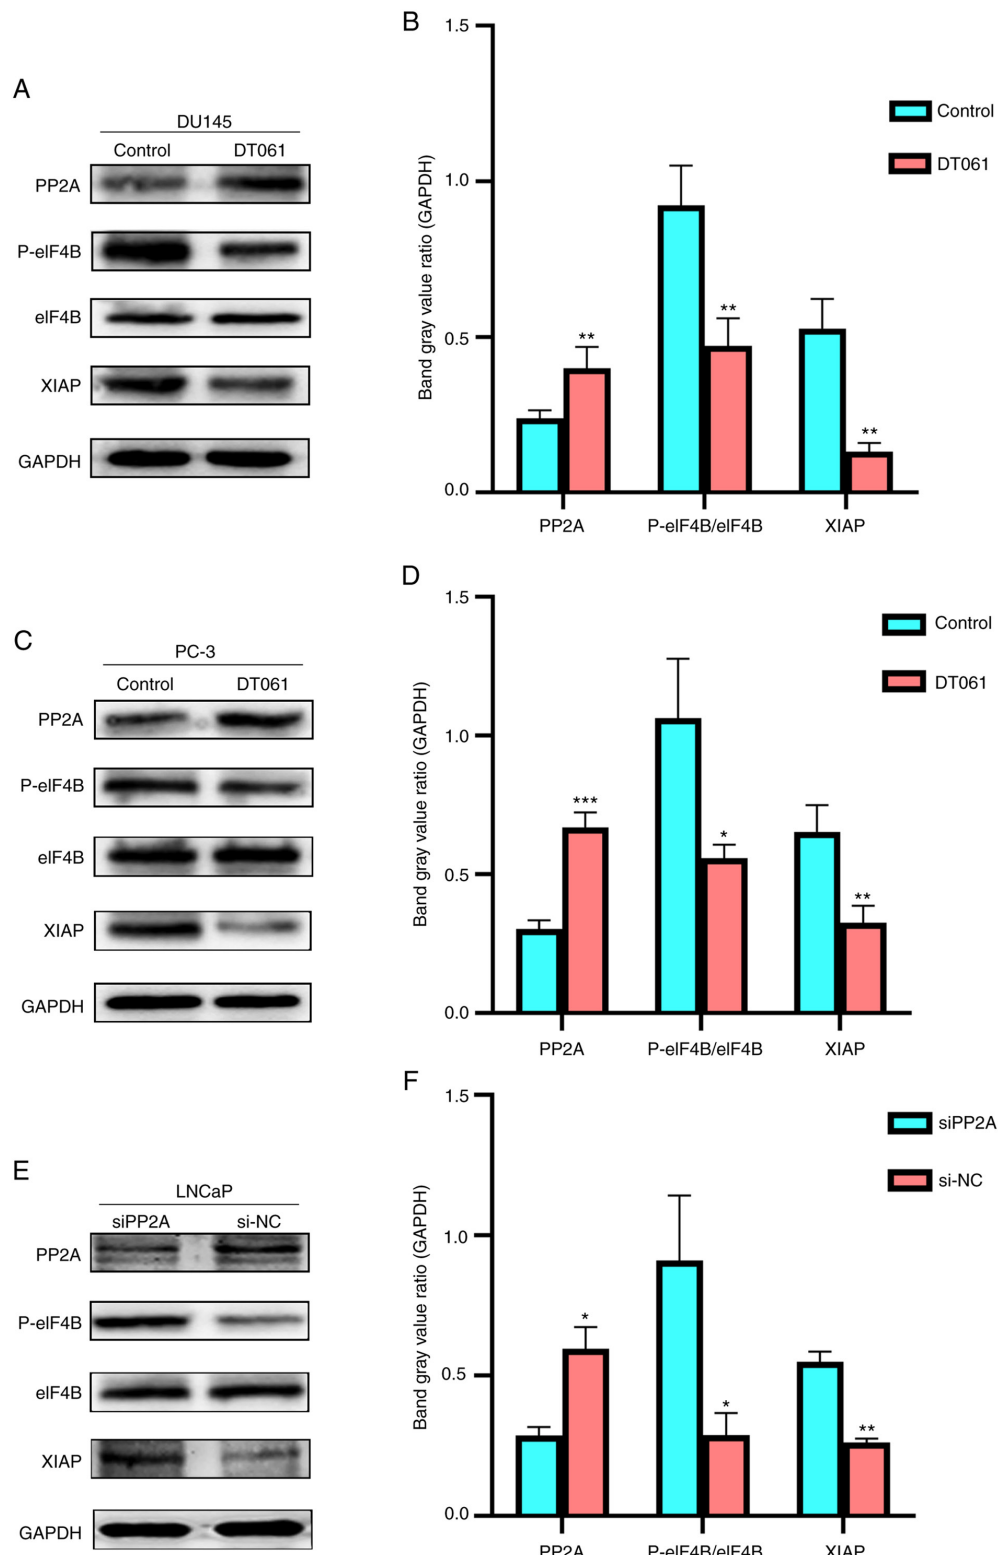 A
DU145
Control DT061
PP2A
P-eIF4B
eIF4B
XIAP
GAPDH
B
1.5
1.0
0.5
0.0
Band gray value ratio (GAPDH)
Control
DT061
**
**
**
PP2A P-eIF4B/eIF4B XIAP
C
PC-3
Control DT061
PP2A
P-eIF4B
eIF4B
XIAP
GAPDH
D
1.5
1.0
0.5
0.0
Band gray value ratio (GAPDH)
Control
DT061
***
*
**
PP2A P-eIF4B/eIF4B XIAP
E
LNCaP
siPP2A si-NC
PP2A
P-eIF4B
eIF4B
XIAP
GAPDH
F
1.5
1.0
0.5
0.0
Band gray value ratio (GAPDH)
siPP2A
si-NC
*
*
**
PP2A P-eIF4B/eIF4B XIAP